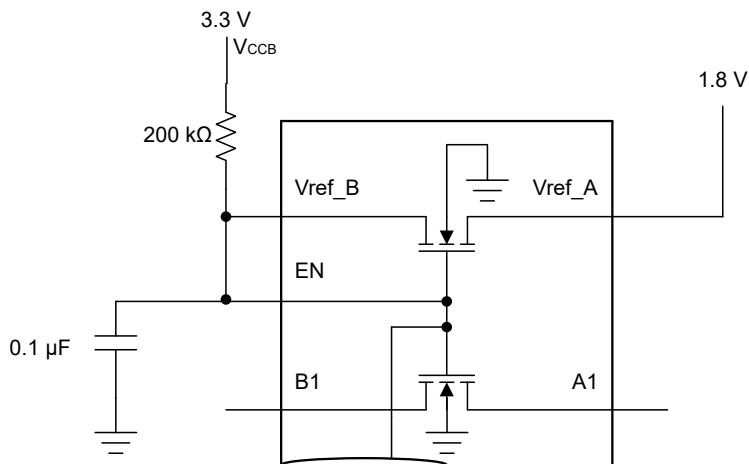 3.3 V
VCCB
1.8 V
200 kΩ
Vref_B
Vref_A
EN
0.1 µF
B1
A1